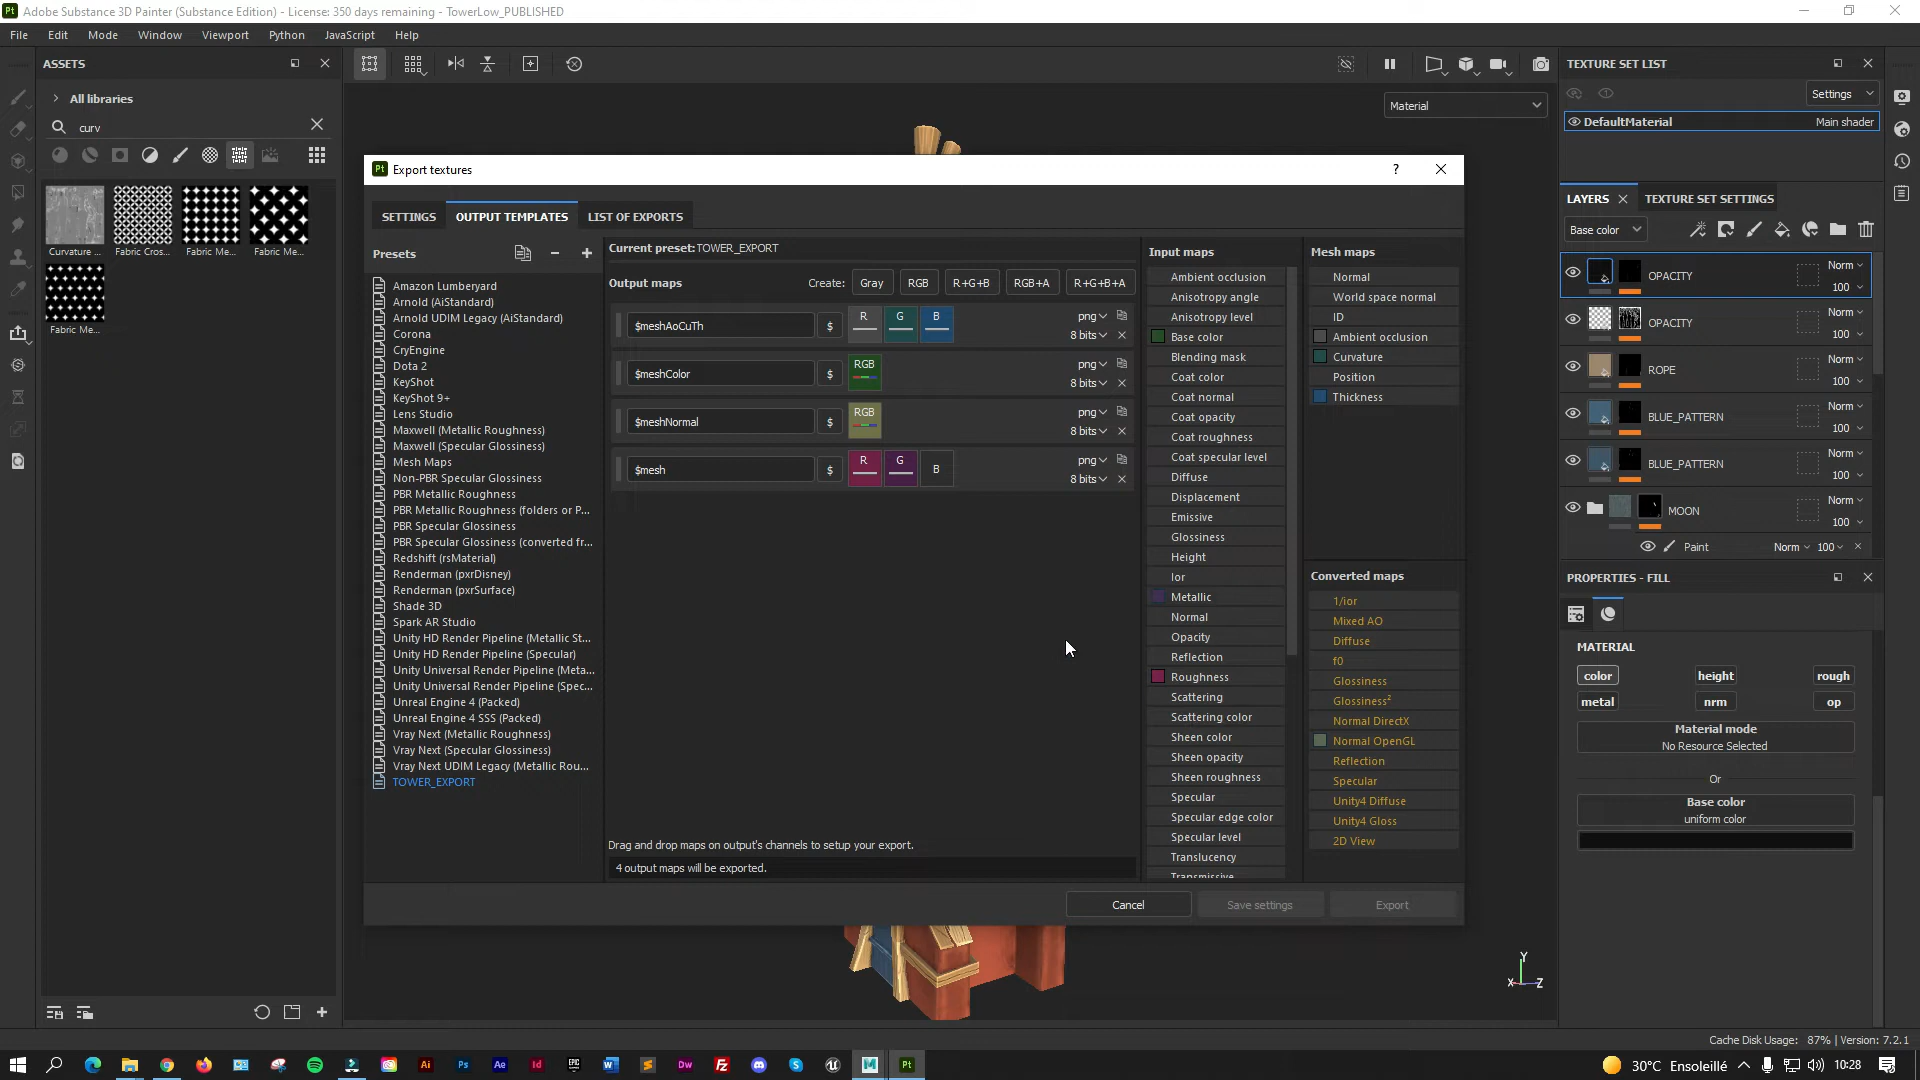 Adobe Substance 3D Painter (Substance Edition) - License: 350 days remaining - TowerLow_PUBLISHED
File Edit Mode Window Viewport Python JavaScript Help
ASSETS
All libraries
curv
Curvature ...
Fabric Cros...
Fabric Me...
Fabric Me...
Fabric Me...
Material
Export textures
?
SETTINGS OUTPUT TEMPLATES LIST OF EXPORTS
Presets
Amazon Lumberyard
Arnold (AiStandard)
Arnold UDIM Legacy (AiStandard)
Corona
CryEngine
Dota 2
KeyShot
KeyShot 9+
Lens Studio
Maxwell (Metallic Roughness)
Maxwell (Specular Glossiness)
Mesh Maps
Non-PBR Specular Glossiness
PBR Metallic Roughness
PBR Metallic Roughness (folders or P...
PBR Specular Glossiness
PBR Specular Glossiness (converted fr...
Redshift (rsMaterial)
Renderman (pxrDisney)
Renderman (pxrSurface)
Shade 3D
Spark AR Studio
Unity HD Render Pipeline (Metallic St...
Unity HD Render Pipeline (Specular)
Unity Universal Render Pipeline (Meta...
Unity Universal Render Pipeline (Spec...
Unreal Engine 4 (Packed)
Unreal Engine 4 SSS (Packed)
Vray Next (Metallic Roughness)
Vray Next (Specular Glossiness)
Vray Next UDIM Legacy (Metallic Rou...
TOWER_EXPORT
Current preset:TOWER_EXPORT
Output maps Create: Gray RGB R+G+B RGB+A R+G+B+A
$meshAoCuTh $ R G B png
8 bits
$meshColor $ RGB png
8 bits
$meshNormal $ RGB png
8 bits
$mesh $ R G B png
8 bits
Drag and drop maps on output's channels to setup your export.
4 output maps will be exported.
Input maps
Ambient occlusion
Anisotropy angle
Anisotropy level
Base color
Blending mask
Coat color
Coat normal
Coat opacity
Coat roughness
Coat specular level
Diffuse
Displacement
Emissive
Glossiness
Height
Ior
Metallic
Normal
Opacity
Reflection
Roughness
Scattering
Scattering color
Sheen color
Sheen opacity
Sheen roughness
Specular
Specular edge color
Specular level
Translucency
Transmissive
Mesh maps
Normal
World space normal
ID
Ambient occlusion
Curvature
Position
Thickness
Converted maps
1/ior
Mixed AO
Diffuse
f0
Glossiness
Glossiness²
Normal DirectX
Normal OpenGL
Reflection
Specular
Unity4 Diffuse
Unity4 Gloss
2D View
Cancel Save settings Export
TEXTURE SET LIST
Settings
DefaultMaterial Main shader
LAYERS TEXTURE SET SETTINGS
Base color
OPACITY Norm
100
OPACITY Norm
100
ROPE Norm
100
BLUE_PATTERN Norm
100
BLUE_PATTERN Norm
100
MOON Norm
100
Paint Norm 100
PROPERTIES - FILL
MATERIAL
color height rough
metal nrm op
Material mode
No Resource Selected
Or
Base color
uniform color
Y
X Z
Cache Disk Usage: 87% | Version: 7.2.1
30°C Ensoleillé 10:28